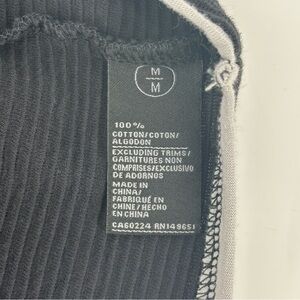 M
M
100%
COTTON/COTON/
ALGODON
EXCLUDING TRIMS/
GARNITURES NON
COMPRISES/EXCLUSIVO
DE ADORNOS
MADE IN
CHINA/
FABRIQUÉ EN
CHINE/HECHO
EN CHINA
CA60224 RN148651